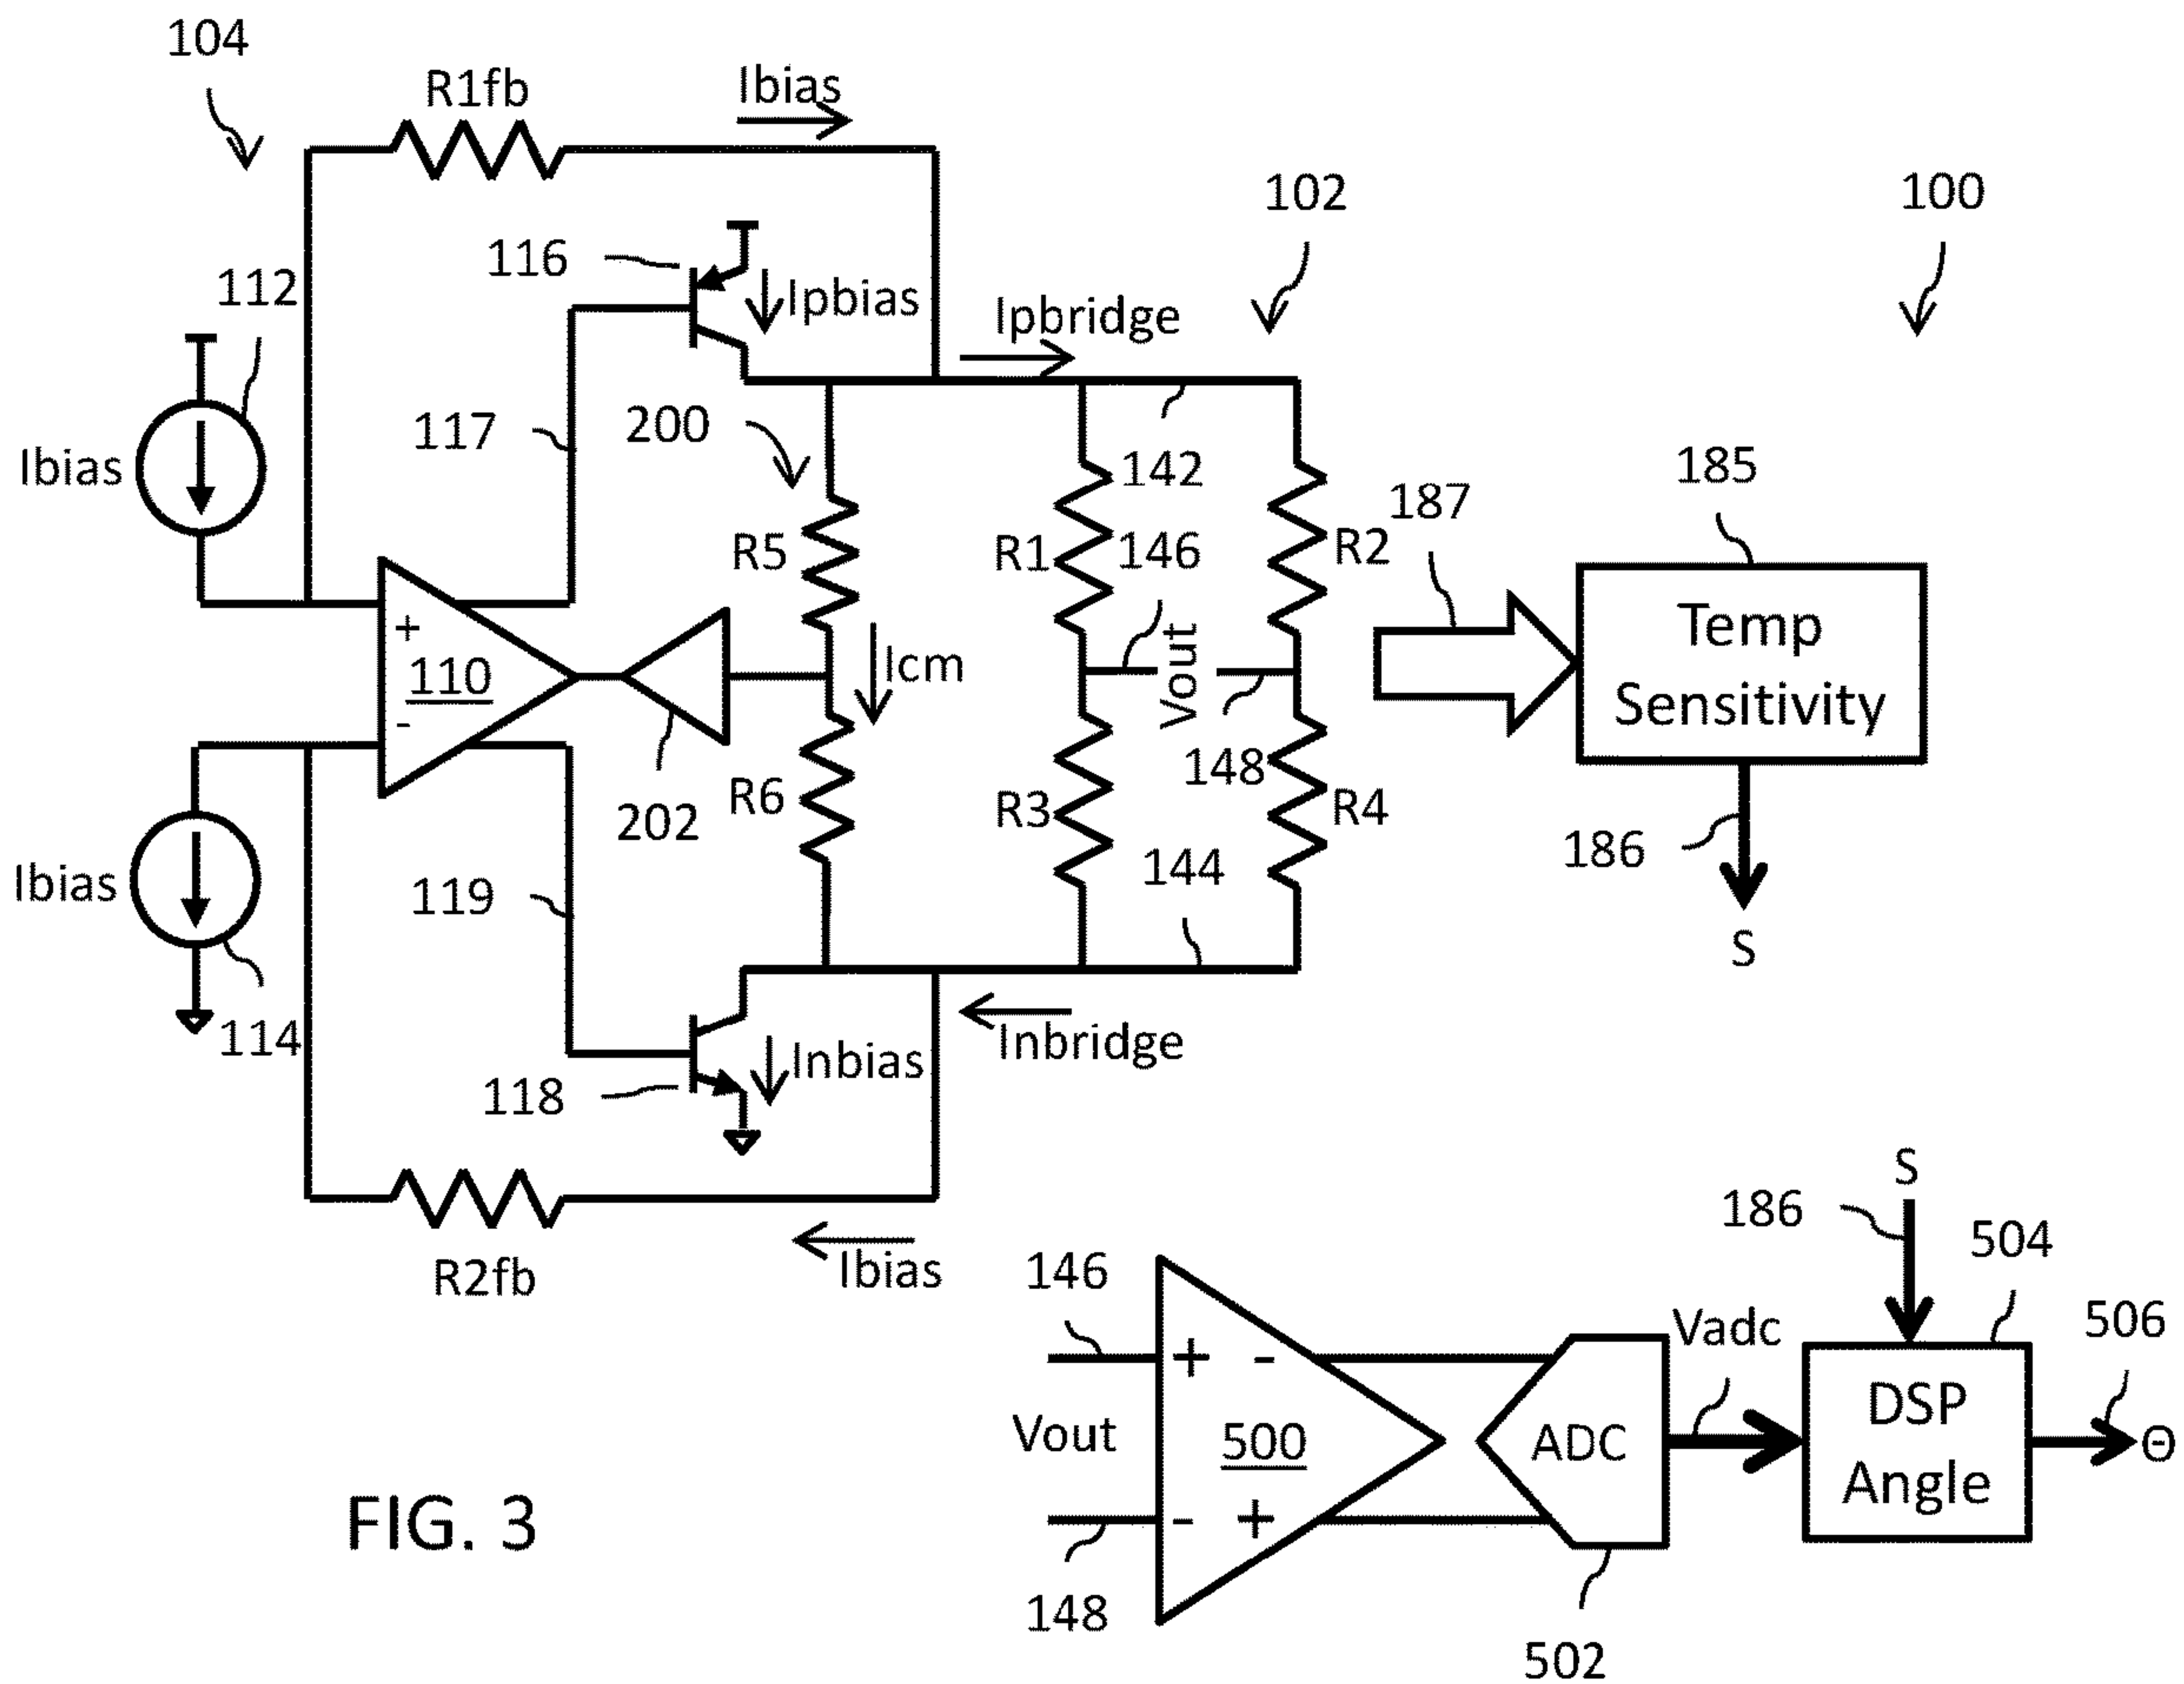 104
R1fb
Ibias
102
100
116
Ipbias
112
Ipbridge
117
200
142
187
185
Ibias
R5
R1
146
R2
Temp
Sensitivity
+
110
-
Icm
Vout
148
R6
202
R3
R4
186
S
Ibias
119
144
114
Inbias
Inbridge
118
R2fb
Ibias
S
186
504
146
Vadc
506
+ -
Vout
500
ADC
DSP
Angle
Θ
- +
148
502
FIG. 3